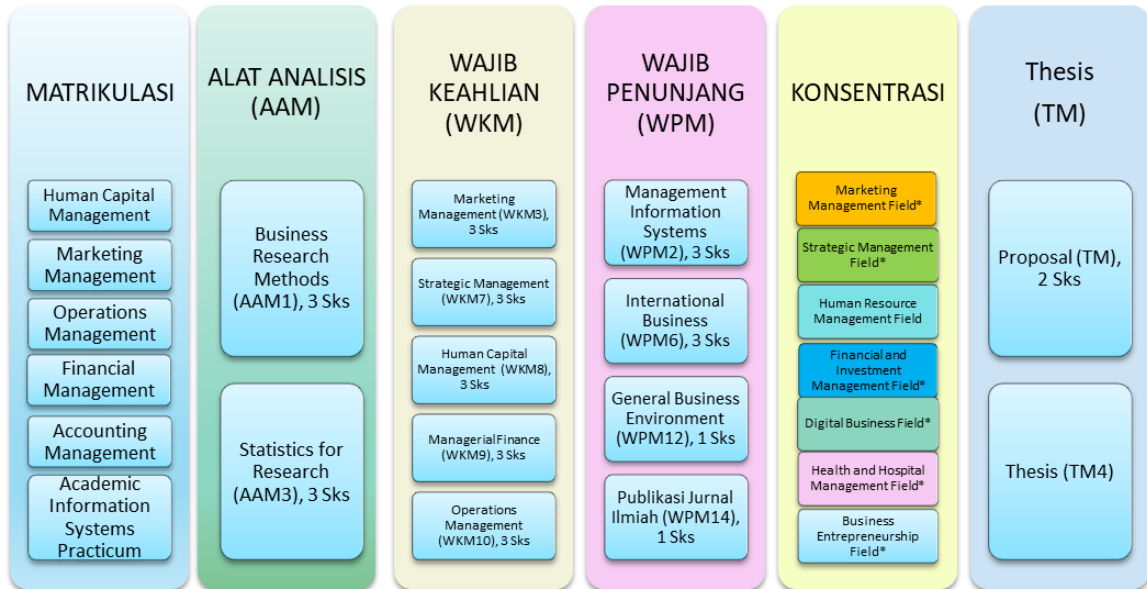 MATRIKULASI
Human Capital
Management
Marketing
Management
Operations
Management
Financial
Management
Accounting
Management
Academic
Information
Systems
Practicum
ALAT ANALISIS
(AAM)
Business
Research
Methods
(AAM1), 3 Sks
Statistics for
Research
(AAM3), 3 Sks
WAJIB
KEAHLIAN
(WKM)
Marketing
Management (WKM3),
3 Sks
Strategic Management
(WKM7), 3 Sks
Human Capital
Management (WKM8),
3 Sks
Managerial Finance
(WKM9), 3 Sks
Operations
Management
(WKM10), 3 Sks
WAJIB
PENUNJANG
(WPM)
Management
Information
Systems
(WPM2), 3 Sks
International
Business
(WPM6), 3 Sks
General Business
Environment
(WPM12), 1 Sks
Publikasi Jurnal
Ilmiah (WPM14),
1 Sks
KONSENTRASI
Marketing
Management Field*
Strategic Management
Field*
Human Resource
Management Field
Financial and
Investment
Management Field*
Digital Business Field*
Health and Hospital
Management Field*
Business
Entrepreneurship
Field*
Thesis
(TM)
Proposal (TM),
2 Sks
Thesis (TM4)